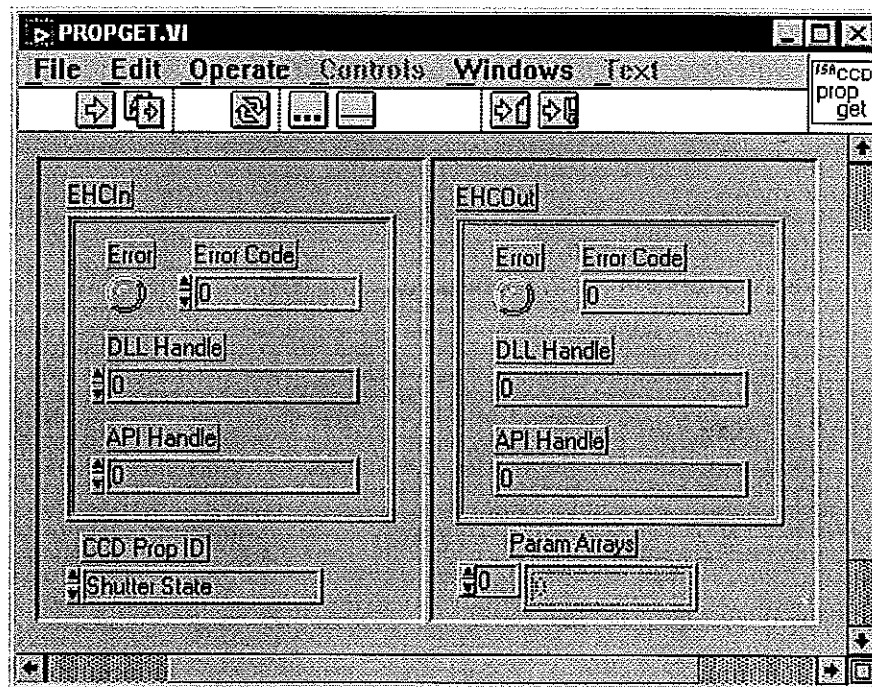 PROPGET.VI
File Edit Operate Controls Windows Text
ISA CCD
prop
get
EHCIn
Error Error Code
0
DLL Handle
0
API Handle
0
CCD Prop ID
Shutter State
EHCOut
Error Error Code
0
DLL Handle
0
API Handle
0
Param Arrays
0